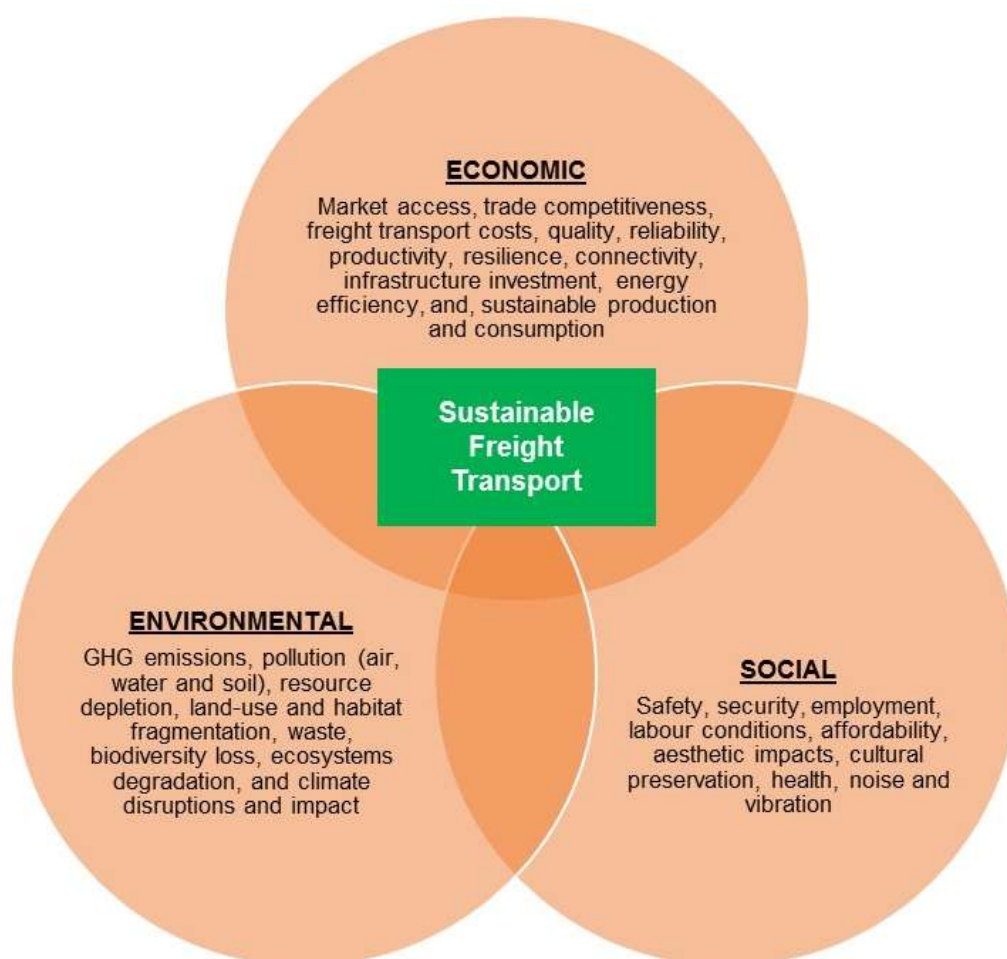 ECONOMIC
Market access, trade competitiveness,
freight transport costs, quality, reliability,
productivity, resilience, connectivity,
infrastructure investment, energy
efficiency, and, sustainable production
and consumption
Sustainable
Freight
Transport
ENVIRONMENTAL
GHG emissions, pollution (air,
water and soil), resource
depletion, land-use and habitat
fragmentation, waste,
biodiversity loss, ecosystems
degradation, and climate
disruptions and impact
SOCIAL
Safety, security, employment,
labour conditions, affordability,
aesthetic impacts, cultural
preservation, health, noise and
vibration